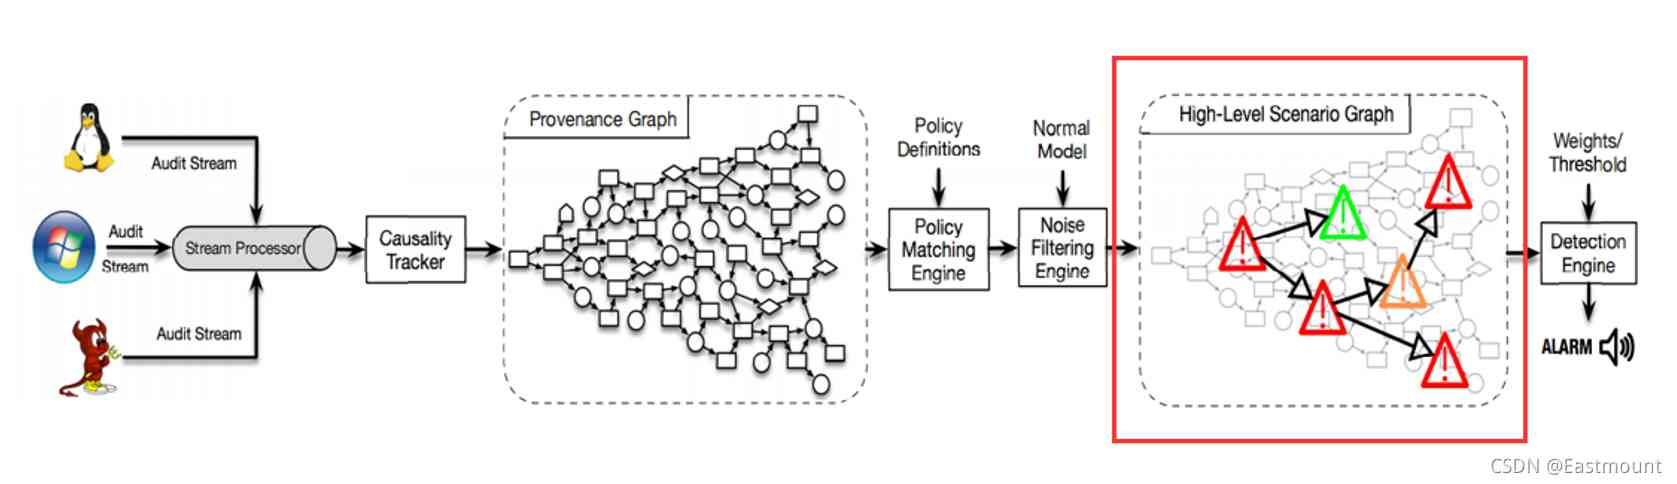 Audit Stream
Audit
Stream
Audit Stream
Stream Processor
Causality
Tracker
Provenance Graph
Policy
Definitions
Policy
Matching
Engine
Normal
Model
Noise
Filtering
Engine
High-Level Scenario Graph
Weights/
Threshold
Detection
Engine
ALARM
CSDN @Eastmount